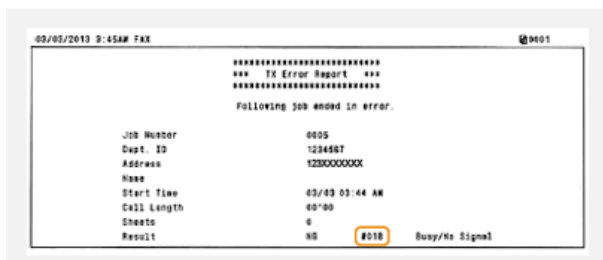 03/03/2013 3:45AM FAX 0001
***************************
*** TX Error Report ***
***************************
Following job ended in error.
Job Number 0005
Dept. ID 1234567
Address 123XXXXXXX
Name
Start Time 03/03 03:44 AM
Call Length 00"00
Sheets 0
Result NG #018 Busy/No Signal